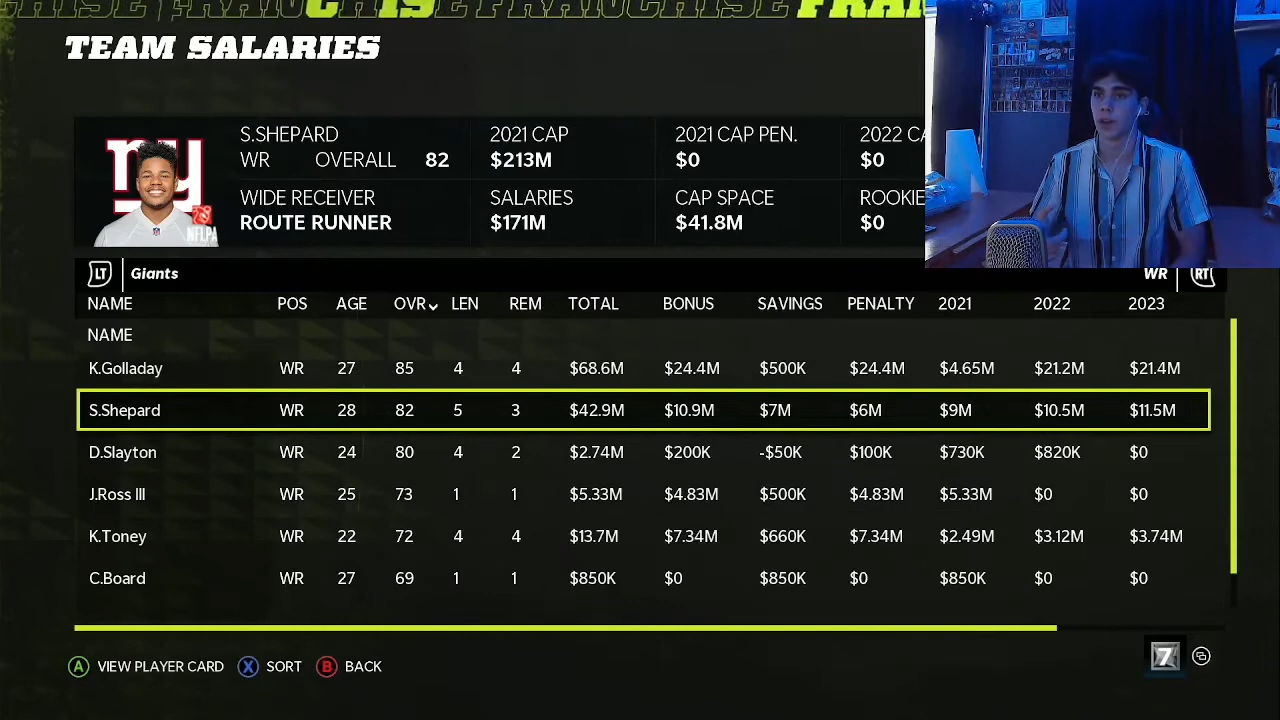 TEAM SALARIES
S.SHEPARD
WR OVERALL 82
WIDE RECEIVER
ROUTE RUNNER
2021 CAP
$213M
SALARIES
$171M
2021 CAP PEN.
$0
CAP SPACE
$41.8M
2022 CA
$0
ROOKIE
$0
ny
NFLPA
LT Giants WR RT
NAME POS AGE OVR LEN REM TOTAL BONUS SAVINGS PENALTY 2021 2022 2023
NAME
K.Golladay WR 27 85 4 4 $68.6M $24.4M $500K $24.4M $4.65M $21.2M $21.4M
S.Shepard WR 28 82 5 3 $42.9M $10.9M $7M $6M $9M $10.5M $11.5M
D.Slayton WR 24 80 4 2 $2.74M $200K -$50K $100K $730K $820K $0
J.Ross III WR 25 73 1 1 $5.33M $4.83M $500K $4.83M $5.33M $0 $0
K.Toney WR 22 72 4 4 $13.7M $7.34M $660K $7.34M $2.49M $3.12M $3.74M
C.Board WR 27 69 1 1 $850K $0 $850K $0 $850K $0 $0
A VIEW PLAYER CARD X SORT B BACK
7